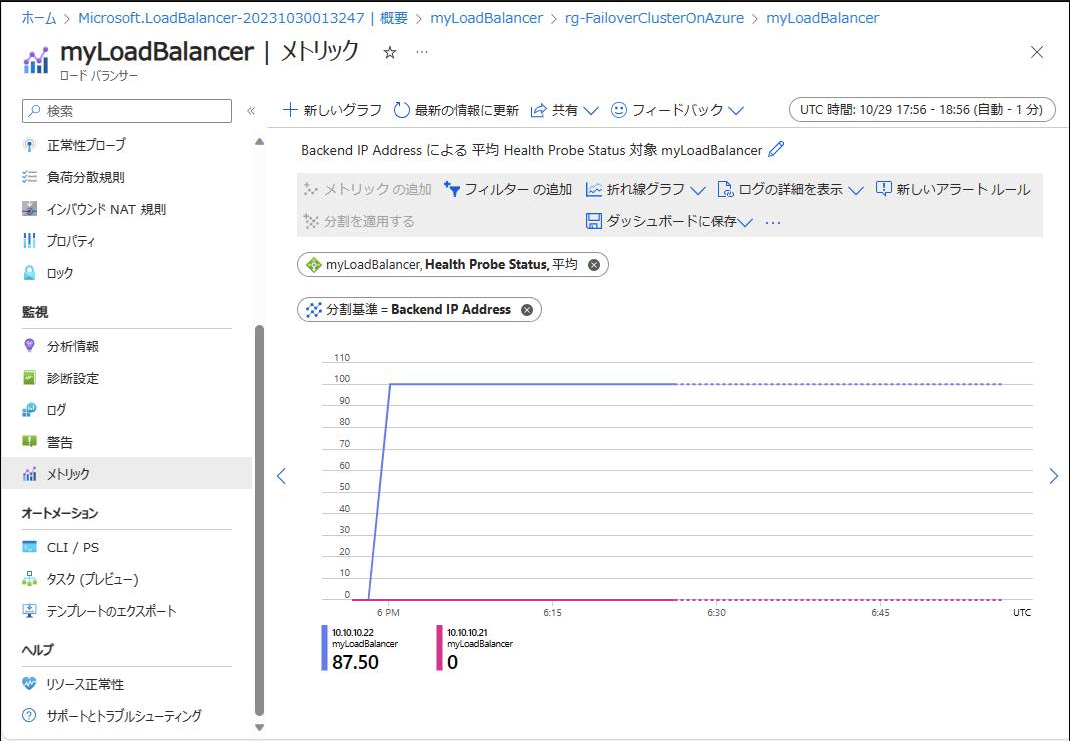 ホーム > Microsoft.LoadBalancer-20231030013247 | 概要 > myLoadBalancer > rg-FailoverClusterOnAzure > myLoadBalancer
myLoadBalancer | メトリック
ロード バランサー
検索
正常性プローブ
負荷分散規則
インバウンド NAT 規則
プロパティ
ロック
監視
分析情報
診断設定
ログ
警告
メトリック
オートメーション
CLI / PS
タスク (プレビュー)
テンプレートのエクスポート
ヘルプ
リソース正常性
サポートとトラブルシューティング
新しいグラフ 最新の情報に更新 共有 フィードバック UTC 時間: 10/29 17:56 - 18:56 (自動 - 1 分)
Backend IP Address による 平均 Health Probe Status 対象 myLoadBalancer
メトリック の追加 フィルター の追加 折れ線グラフ ログの詳細を表示 新しいアラート ルール
分割を適用する ダッシュボードに保存 ...
myLoadBalancer, Health Probe Status, 平均
分割基準 = Backend IP Address
110
100
90
80
70
60
50
40
30
20
10
0
6 PM 6:15 6:30 6:45 UTC
10.10.10.22
myLoadBalancer
87.50
10.10.10.21
myLoadBalancer
0